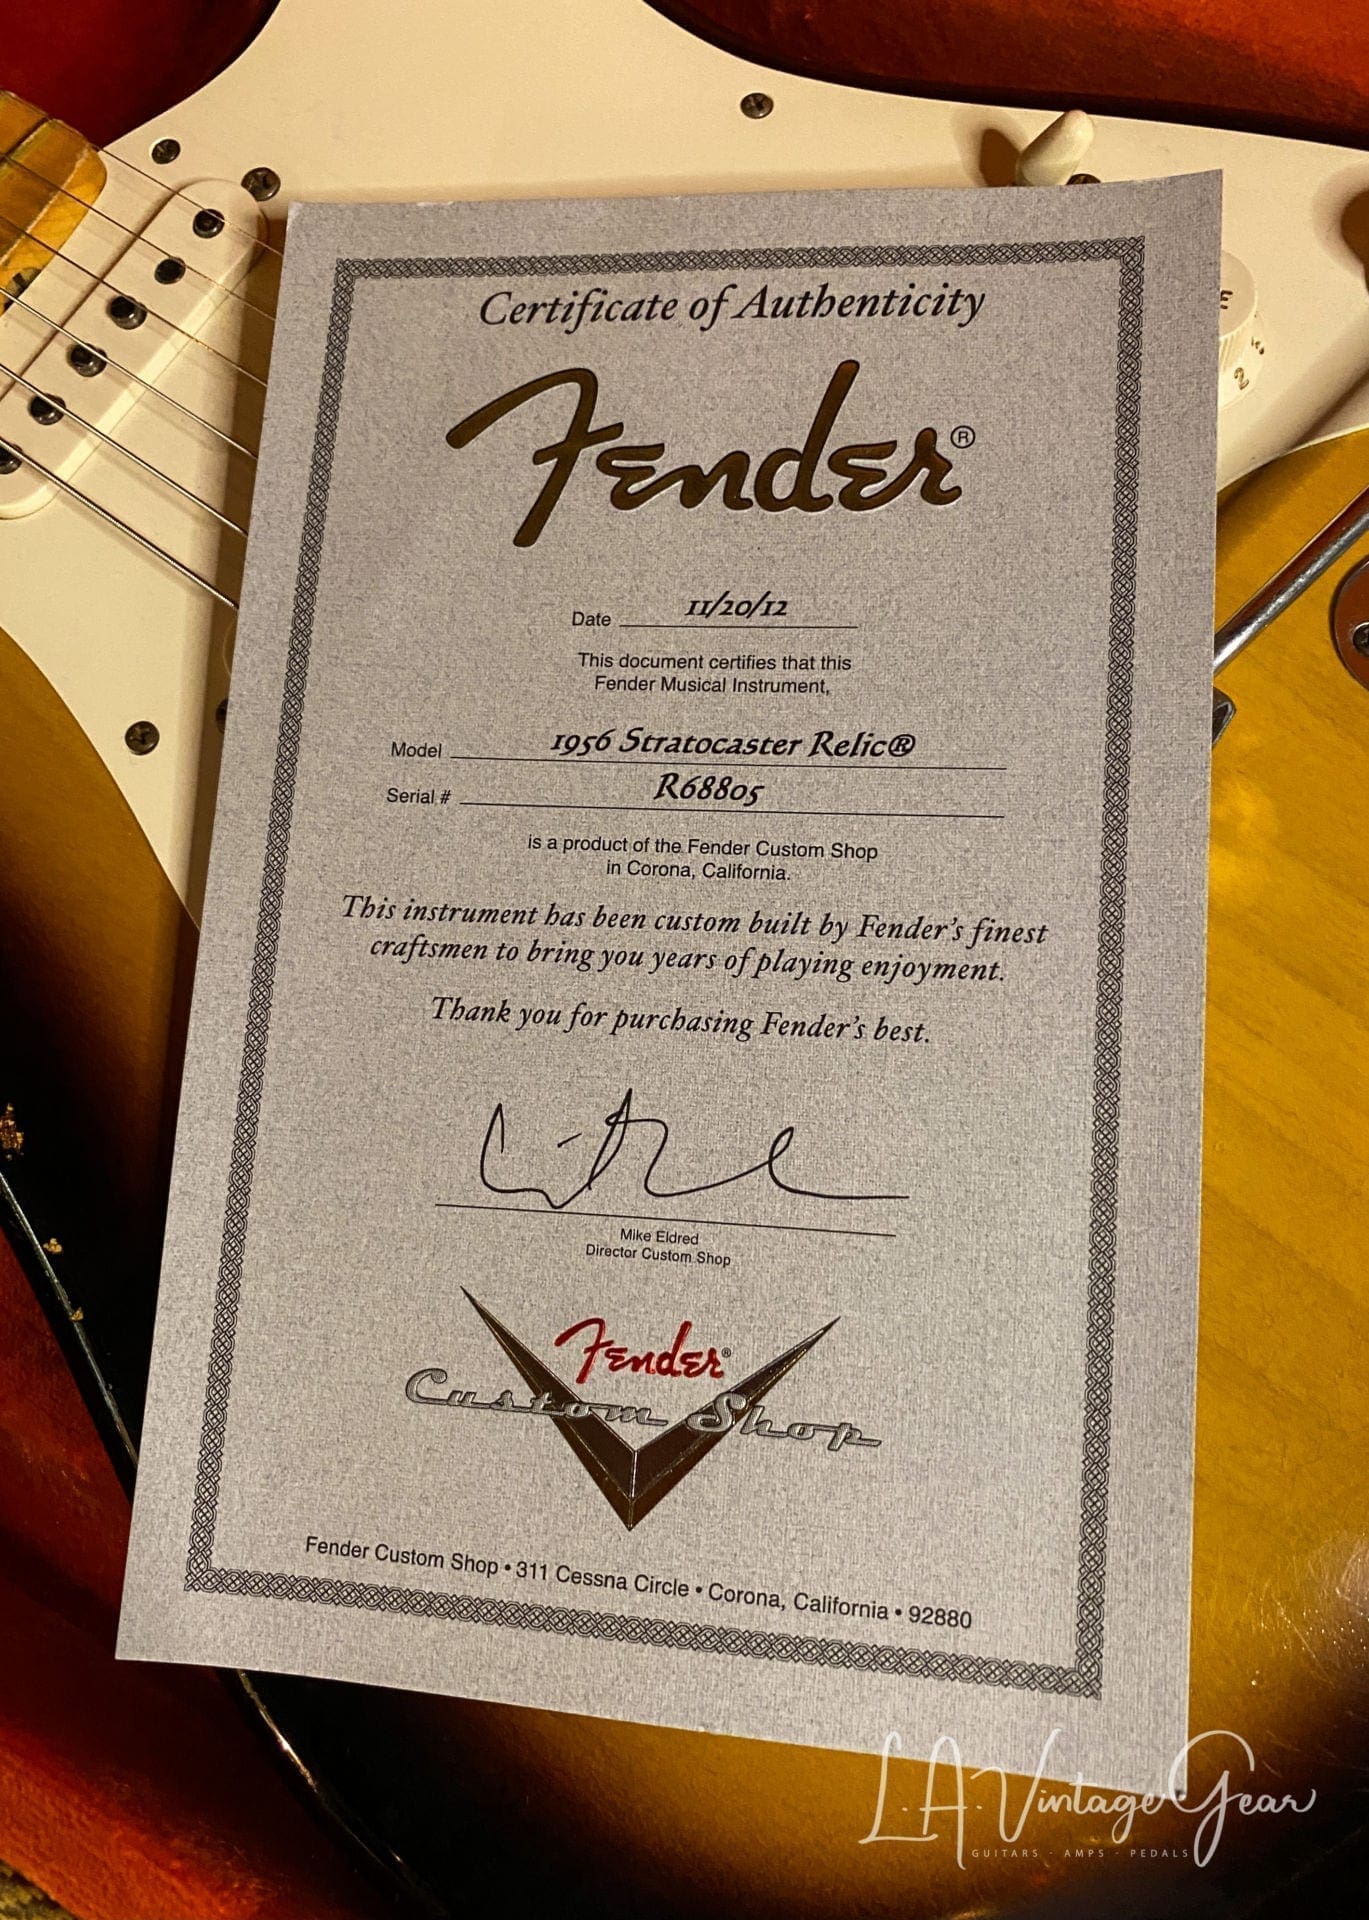 Certificate of Authenticity
Fender®
Date 11/20/12
This document certifies that this
Fender Musical Instrument,
Model 1956 Stratocaster Relic®
Serial # R68805
is a product of the Fender Custom Shop
in Corona, California.
This instrument has been custom built by Fender's finest
craftsmen to bring you years of playing enjoyment.
Thank you for purchasing Fender's best.
Mike Eldred
Director Custom Shop
Fender®
Custom Shop
Fender Custom Shop • 311 Cessna Circle • Corona, California • 92880
L.A. Vintage Gear
GUITARS - AMPS - PEDALS